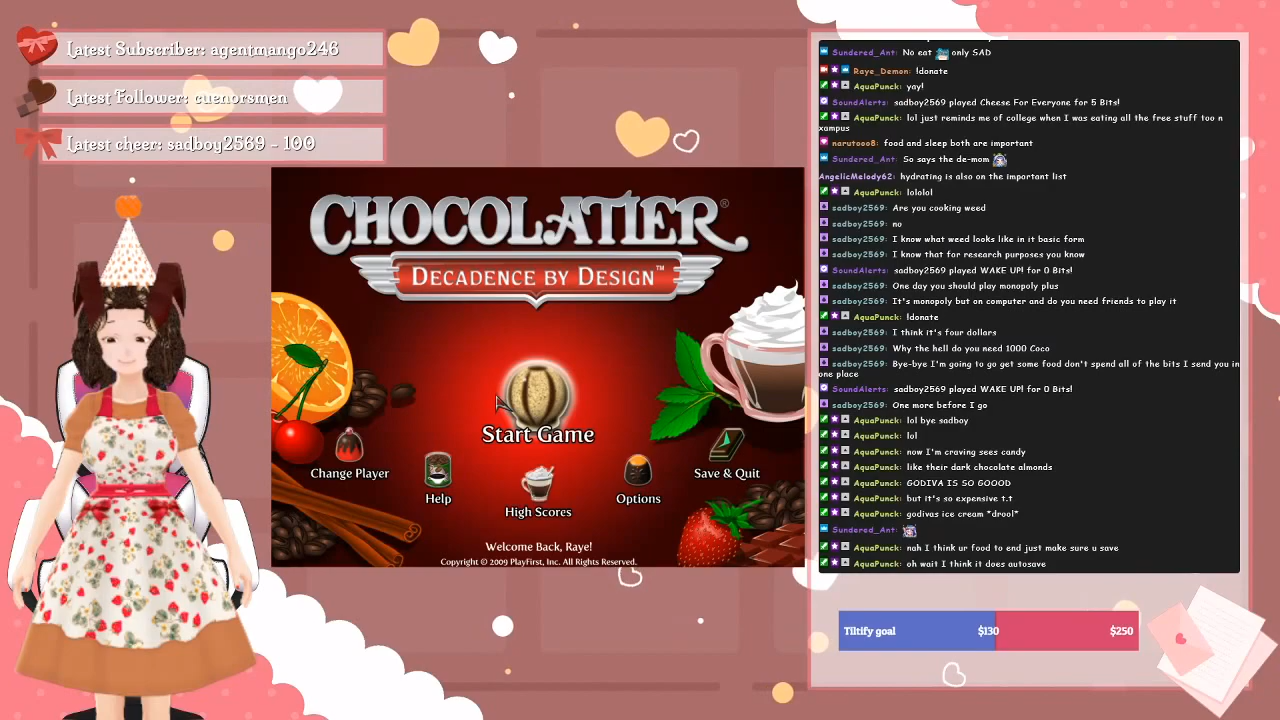 Latest Subscriber: agentmango246
Latest Follower: cuenorsmen
Latest cheer: sadboy2569 - 100
CHOCOLATIER®
DECADENCE BY DESIGN™
Start Game
Change Player
Help
High Scores
Options
Save & Quit
Welcome Back, Raye!
Copyright © 2009 PlayFirst, Inc. All Rights Reserved.
Sundered_Ant: No eat only SAD
Raye_Demon: !donate
AquaPunck: yay!
SoundAlerts: sadboy2569 played Cheese For Everyone for 5 Bits!
AquaPunck: lol just reminds me of college when I was eating all the free stuff too n
xampus
narutooo8: food and sleep both are important
Sundered_Ant: So says the de-mom
AngelicMelody62: hydrating is also on the important list
AquaPunck: lololol
sadboy2569: Are you cooking weed
sadboy2569: no
sadboy2569: I know what weed looks like in it basic form
sadboy2569: I know that for research purposes you know
SoundAlerts: sadboy2569 played WAKE UP! for 0 Bits!
sadboy2569: One day you should play monopoly plus
sadboy2569: It's monopoly but on computer and do you need friends to play it
AquaPunck: !donate
sadboy2569: I think it's four dollars
sadboy2569: Why the hell do you need 1000 Coco
sadboy2569: Bye-bye I'm going to go get some food don't spend all of the bits I send you in
one place
SoundAlerts: sadboy2569 played WAKE UP! for 0 Bits!
sadboy2569: One more before I go
AquaPunck: lol bye sadboy
AquaPunck: lol
AquaPunck: now I'm craving sees candy
AquaPunck: like their dark chocolate almonds
AquaPunck: GODIVA IS SO GOOOD
AquaPunck: but it's so expensive t.t
AquaPunck: godivas ice cream *drool*
Sundered_Ant:
AquaPunck: nah I think ur food to end just make sure u save
AquaPunck: oh wait I think it does autosave
Tiltify goal $130 $250